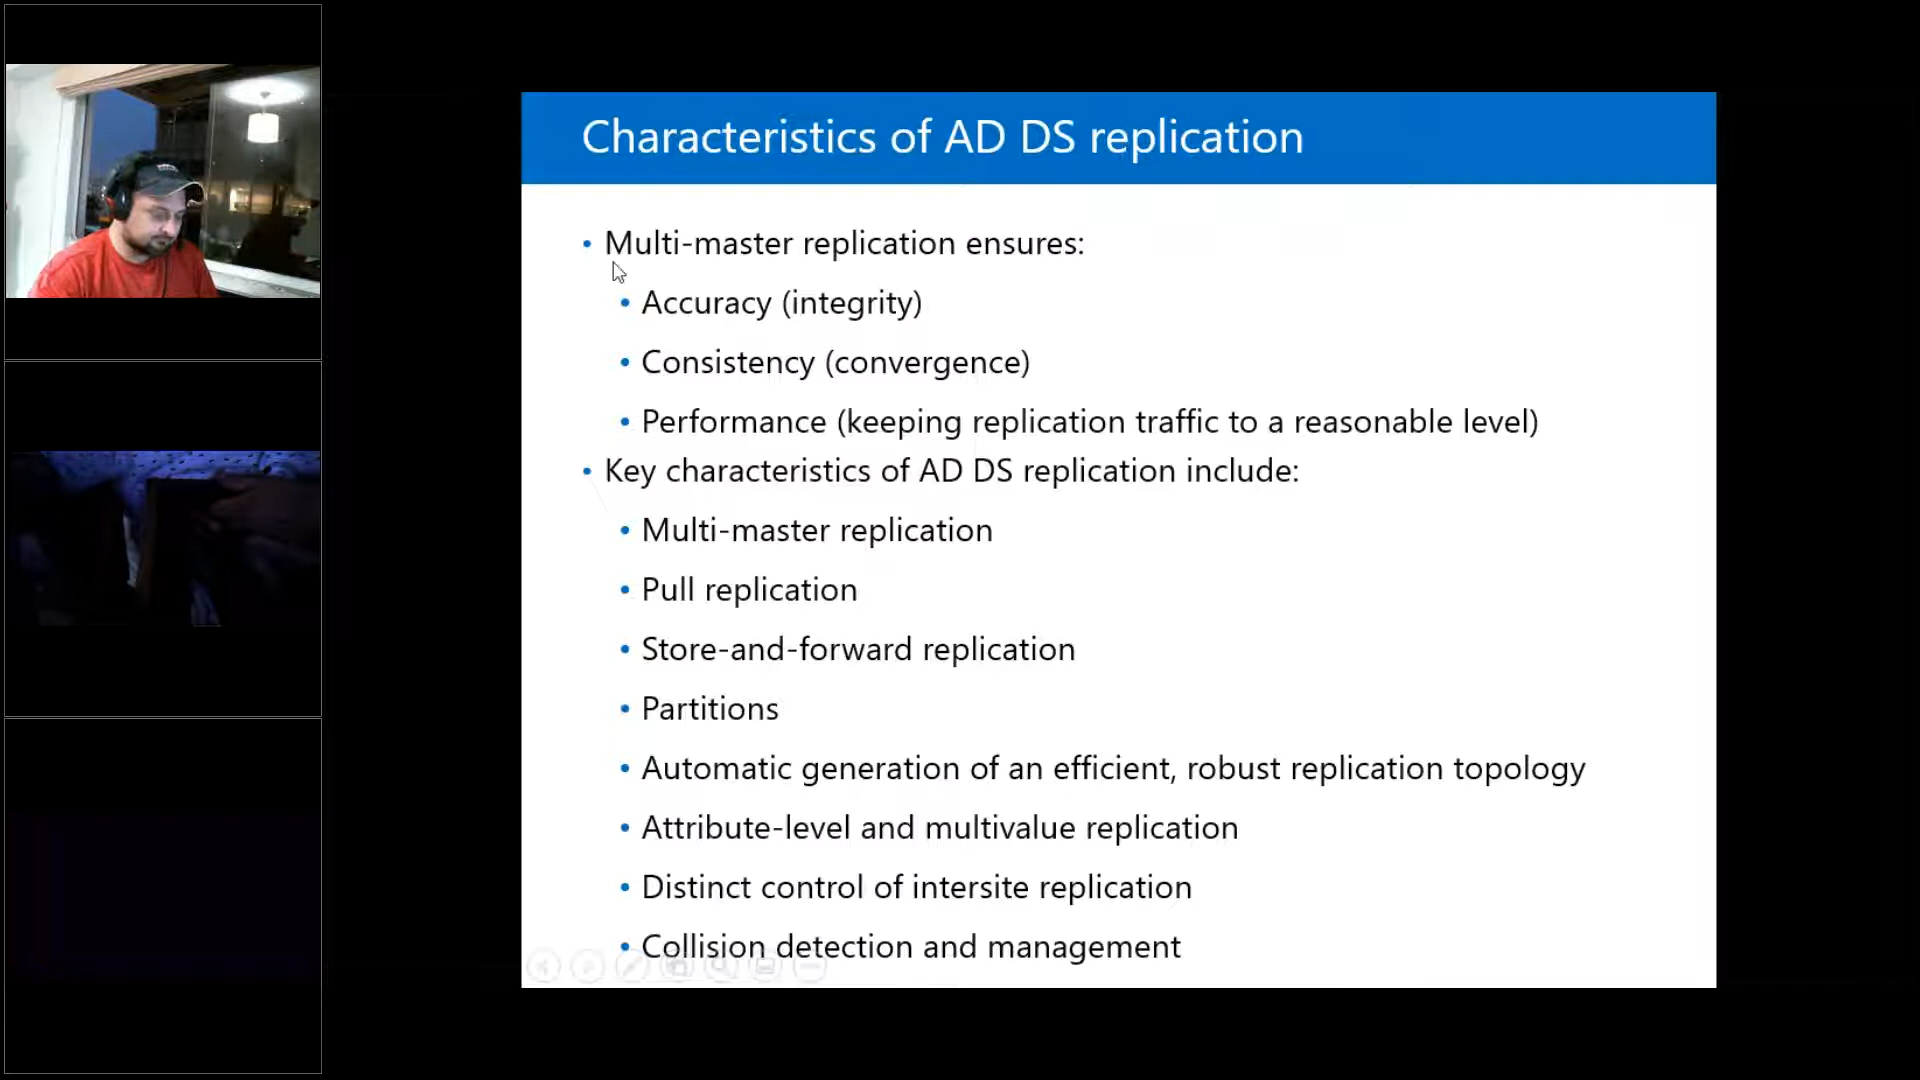 Characteristics of AD DS replication
• Multi-master replication ensures:
• Accuracy (integrity)
• Consistency (convergence)
• Performance (keeping replication traffic to a reasonable level)
• Key characteristics of AD DS replication include:
• Multi-master replication
• Pull replication
• Store-and-forward replication
• Partitions
• Automatic generation of an efficient, robust replication topology
• Attribute-level and multivalue replication
• Distinct control of intersite replication
• Collision detection and management